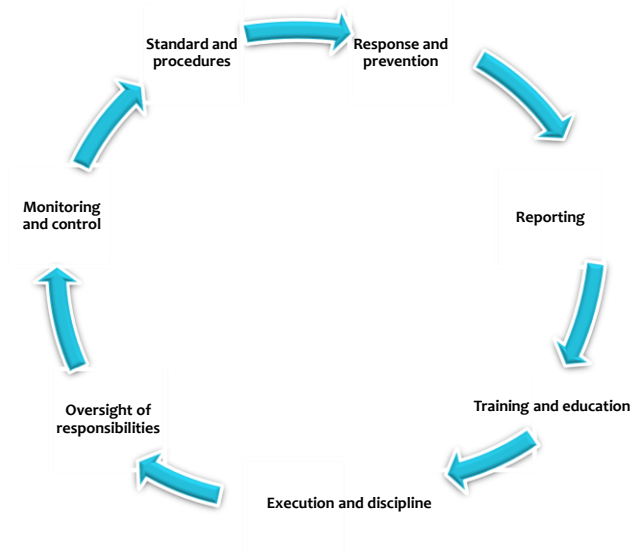 Standard and
procedures
Response and
prevention
Reporting
Training and education
Execution and discipline
Oversight of
responsibilities
Monitoring
and control